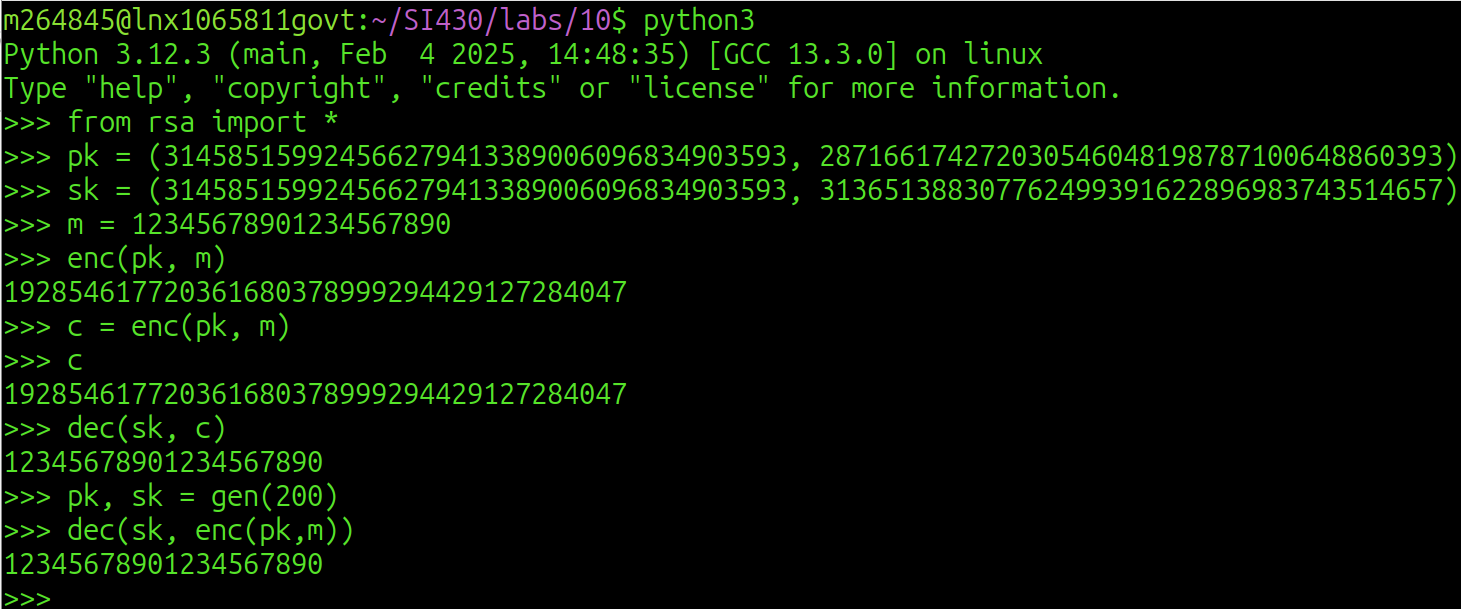 m264845@lnx1065811govt:~/SI430/labs/10$ python3
Python 3.12.3 (main, Feb  4 2025, 14:48:35) [GCC 13.3.0] on linux
Type "help", "copyright", "credits" or "license" for more information.
>>> from rsa import *
>>> pk = (314585159924566279413389006096834903593, 287166174272030546048198787100648860393)
>>> sk = (314585159924566279413389006096834903593, 313651388307762499391622896983743514657)
>>> m = 12345678901234567890
>>> enc(pk, m)
192854617720361680378999294429127284047
>>> c = enc(pk, m)
>>> c
192854617720361680378999294429127284047
>>> dec(sk, c)
12345678901234567890
>>> pk, sk = gen(200)
>>> dec(sk, enc(pk,m))
12345678901234567890
>>>